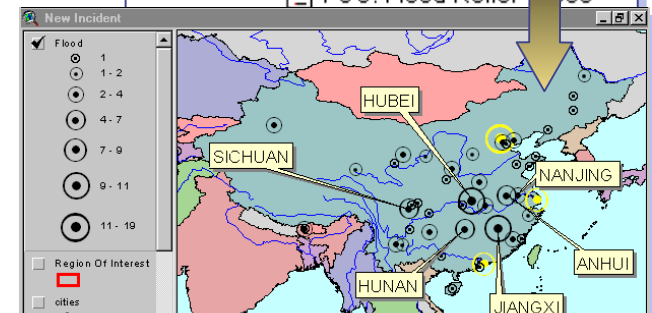 New Incident
Flood
1
1 - 2
2 - 4
4 - 7
7 - 9
9 - 11
11 - 19
Region Of Interest
cities
HUBEI
SICHUAN
NANJING
ANHUI
HUNAN
JIANGXI